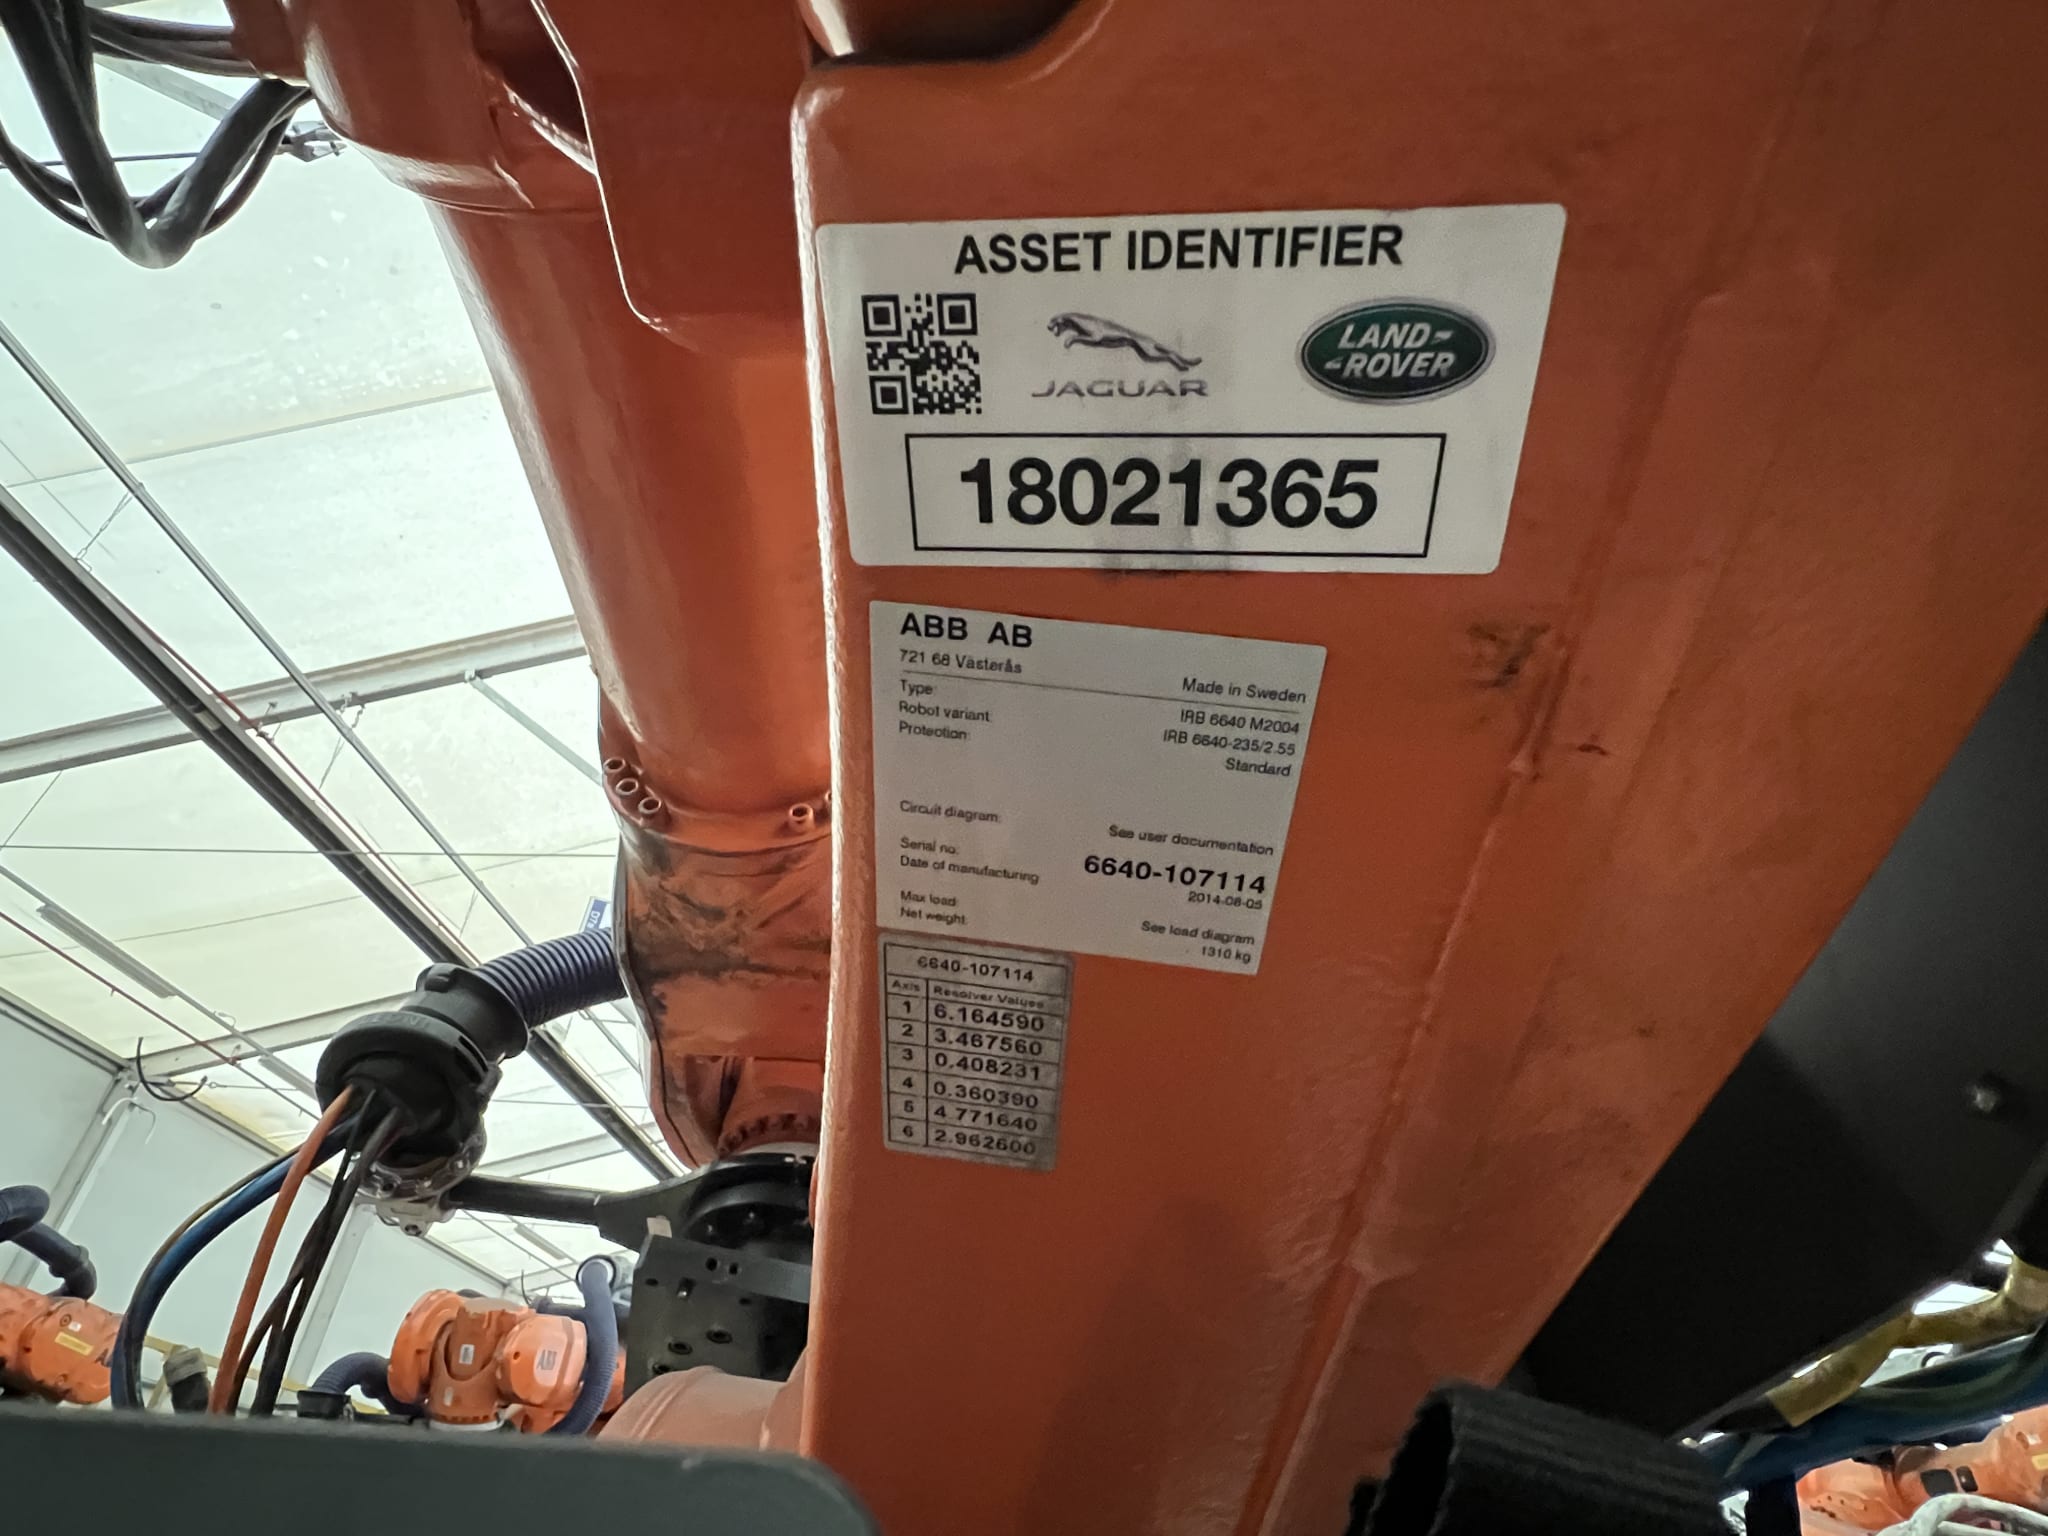 ASSET IDENTIFIER
JAGUAR
LAND-
-ROVER
18021365
ABB AB
721 68 Västerås
Made in Sweden
Type: IRB 6640 M2004
Robot variant: IRB 6640-235/2.55
Protection: Standard
Circuit diagram: See user documentation
Serial no: 6640-107114
Date of manufacturing 2014-08-05
Max load: See load diagram
Net weight: 1310 kg
6640-107114
Axis Resolver Values
1 6.164590
2 3.467560
3 0.408231
4 0.360390
5 4.771640
6 2.962600
ABB